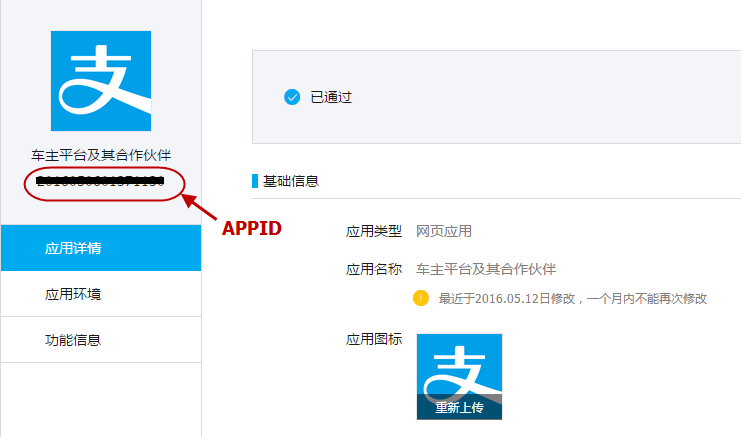 车主平台及其合作伙伴
APPID
应用详情
应用环境
功能信息
已通过
基础信息
应用类型 网页应用
应用名称 车主平台及其合作伙伴
最近于2016.05.12日修改，一个月内不能再次修改
应用图标
支
重新上传